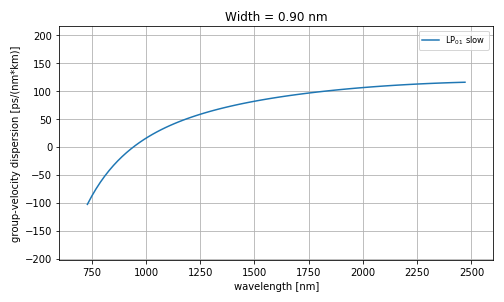 Width = 0.90 nm
LP₀₁ slow
group-velocity dispersion [ps/(nm*km)]
200
150
100
50
0
−50
−100
−150
−200
750 1000 1250 1500 1750 2000 2250 2500
wavelength [nm]